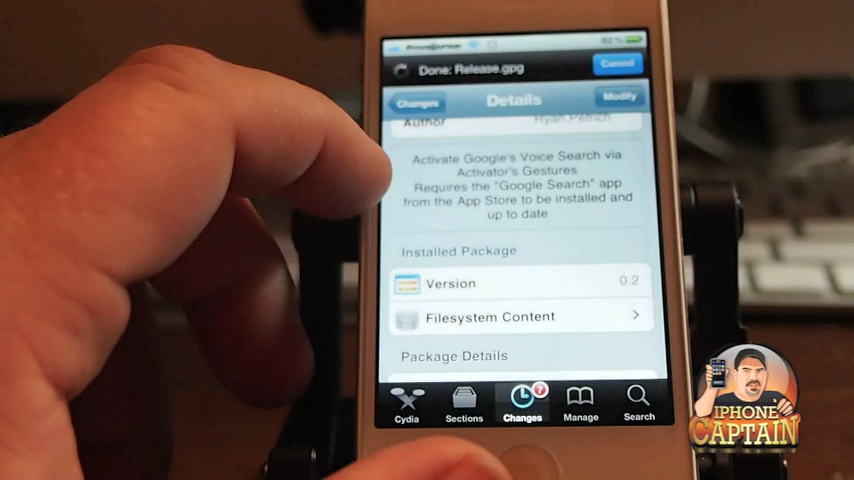 92%
Done: Release.gpg
Cancel
Changes
Details
Modify
Author
Ryan Petrich
Activate Google's Voice Search via
Activator's Gestures
Requires the "Google Search" app
from the App Store to be installed and
up to date
Installed Package
Version
0.2
Filesystem Content
Package Details
7
Cydia
Sections
Changes
Manage
Search
IPHONE
CAPTAIN